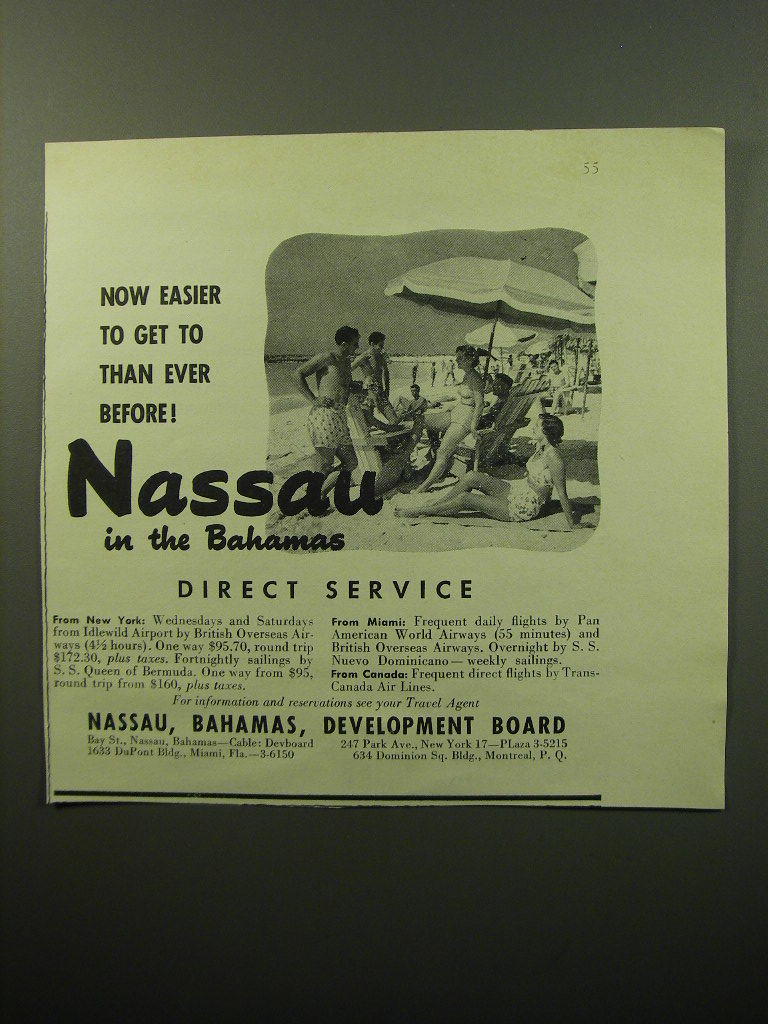 55
NOW EASIER
TO GET TO
THAN EVER
BEFORE!
Nassau
in the Bahamas
DIRECT SERVICE
From New York: Wednesdays and Saturdays
from Idlewild Airport by British Overseas Air-
ways (4½ hours). One way $95.70, round trip
$172.30, plus taxes. Fortnightly sailings by
S. S. Queen of Bermuda. One way from $95,
round trip from $160, plus taxes.
From Miami: Frequent daily flights by Pan
American World Airways (55 minutes) and
British Overseas Airways. Overnight by S. S.
Nuevo Dominicano — weekly sailings.
From Canada: Frequent direct flights by Trans-
Canada Air Lines.
For information and reservations see your Travel Agent
NASSAU, BAHAMAS, DEVELOPMENT BOARD
Bay St., Nassau, Bahamas—Cable: Devboard
1633 DuPont Bldg., Miami, Fla.—3-6150
247 Park Ave., New York 17—PLaza 3-5215
634 Dominion Sq. Bldg., Montreal, P. Q.